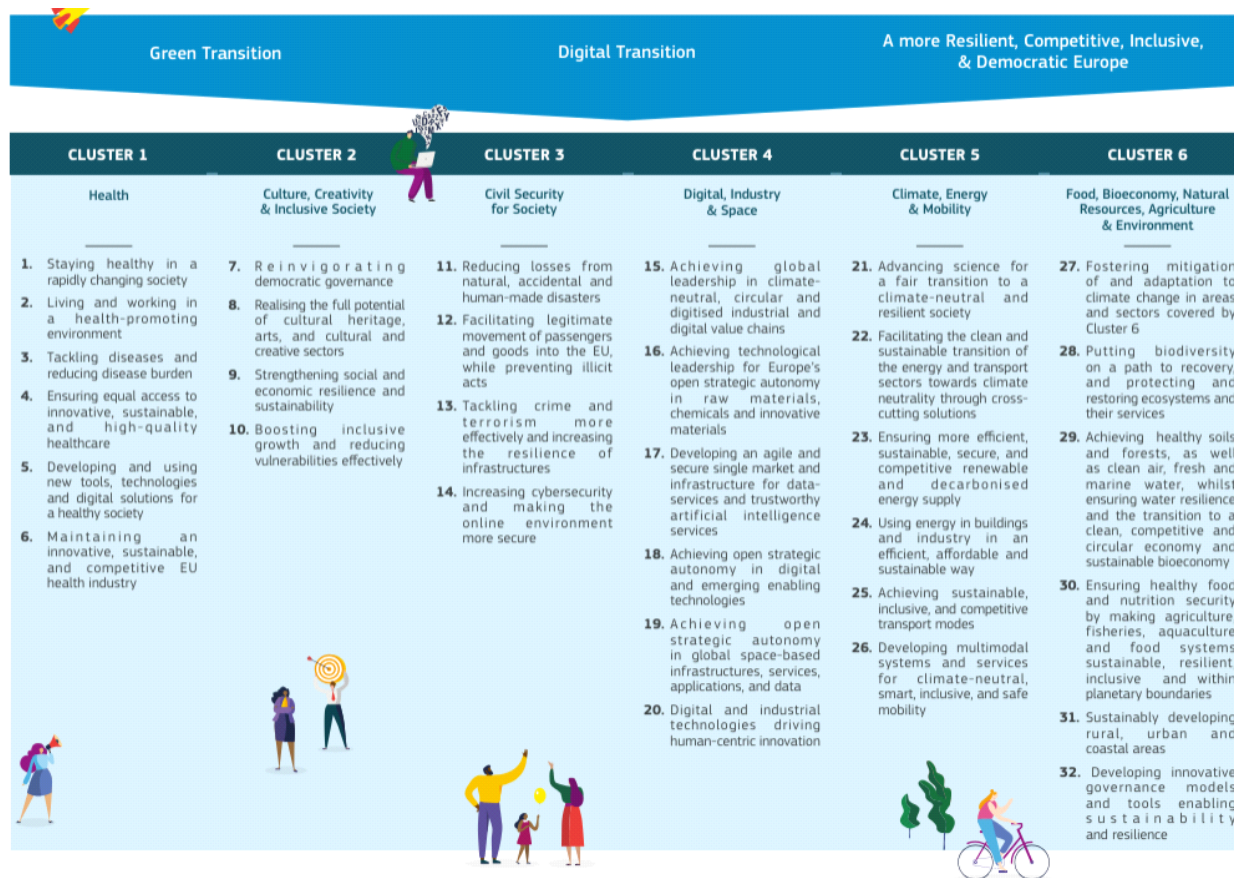 Green Transition
Digital Transition
A more Resilient, Competitive, Inclusive,
& Democratic Europe
CLUSTER 1
Health
1. Staying healthy in a
rapidly changing society
2. Living and working in
a health-promoting
environment
3. Tackling diseases and
reducing disease burden
4. Ensuring equal access to
innovative, sustainable,
and high-quality
healthcare
5. Developing and using
new tools, technologies
and digital solutions for
a healthy society
6. Maintaining an
innovative, sustainable,
and competitive EU
health industry
CLUSTER 2
Culture, Creativity
& Inclusive Society
7. Reinvigorating
democratic governance
8. Realising the full potential
of cultural heritage,
arts, and cultural and
creative sectors
9. Strengthening social and
economic resilience and
sustainability
10. Boosting inclusive
growth and reducing
vulnerabilities effectively
CLUSTER 3
Civil Security
for Society
11. Reducing losses from
natural, accidental and
human-made disasters
12. Facilitating legitimate
movement of passengers
and goods into the EU,
while preventing illicit
acts
13. Tackling crime and
terrorism more
effectively and increasing
the resilience of
infrastructures
14. Increasing cybersecurity
and making the
online environment
more secure
CLUSTER 4
Digital, Industry
& Space
15. Achieving global
leadership in climate-
neutral, circular and
digitised industrial and
digital value chains
16. Achieving technological
leadership for Europe's
open strategic autonomy
in raw materials,
chemicals and innovative
materials
17. Developing an agile and
secure single market and
infrastructure for data-
services and trustworthy
artificial intelligence
services
18. Achieving open strategic
autonomy in digital
and emerging enabling
technologies
19. Achieving open
strategic autonomy
in global space-based
infrastructures, services,
applications, and data
20. Digital and industrial
technologies driving
human-centric innovation
CLUSTER 5
Climate, Energy
& Mobility
21. Advancing science for
a fair transition to a
climate-neutral and
resilient society
22. Facilitating the clean and
sustainable transition of
the energy and transport
sectors towards climate
neutrality through cross-
cutting solutions
23. Ensuring more efficient,
sustainable, secure, and
competitive renewable
and decarbonised
energy supply
24. Using energy in buildings
and industry in an
efficient, affordable and
sustainable way
25. Achieving sustainable,
inclusive, and competitive
transport modes
26. Developing multimodal
systems and services
for climate-neutral,
smart, inclusive, and safe
mobility
CLUSTER 6
Food, Bioeconomy, Natural
Resources, Agriculture
& Environment
27. Fostering mitigation
of and adaptation to
climate change in areas
and sectors covered by
Cluster 6
28. Putting biodiversity
on a path to recovery,
and protecting and
restoring ecosystems and
their services
29. Achieving healthy soils
and forests, as well
as clean air, fresh and
marine water, whilst
ensuring water resilience
and the transition to a
clean, competitive and
circular economy and
sustainable bioeconomy
30. Ensuring healthy food
and nutrition security
by making agriculture,
fisheries, aquaculture
and food systems
sustainable, resilient,
inclusive and within
planetary boundaries
31. Sustainably developing
rural, urban and
coastal areas
32. Developing innovative
governance models
and tools enabling
sustainability
and resilience